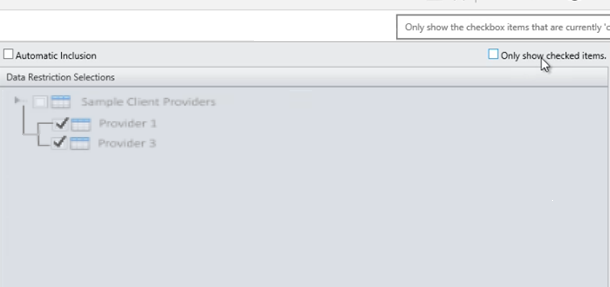 Only show the checkbox items that are currently 'c
Automatic Inclusion
Only show checked items.
Data Restriction Selections
Sample Client Providers
Provider 1
Provider 3